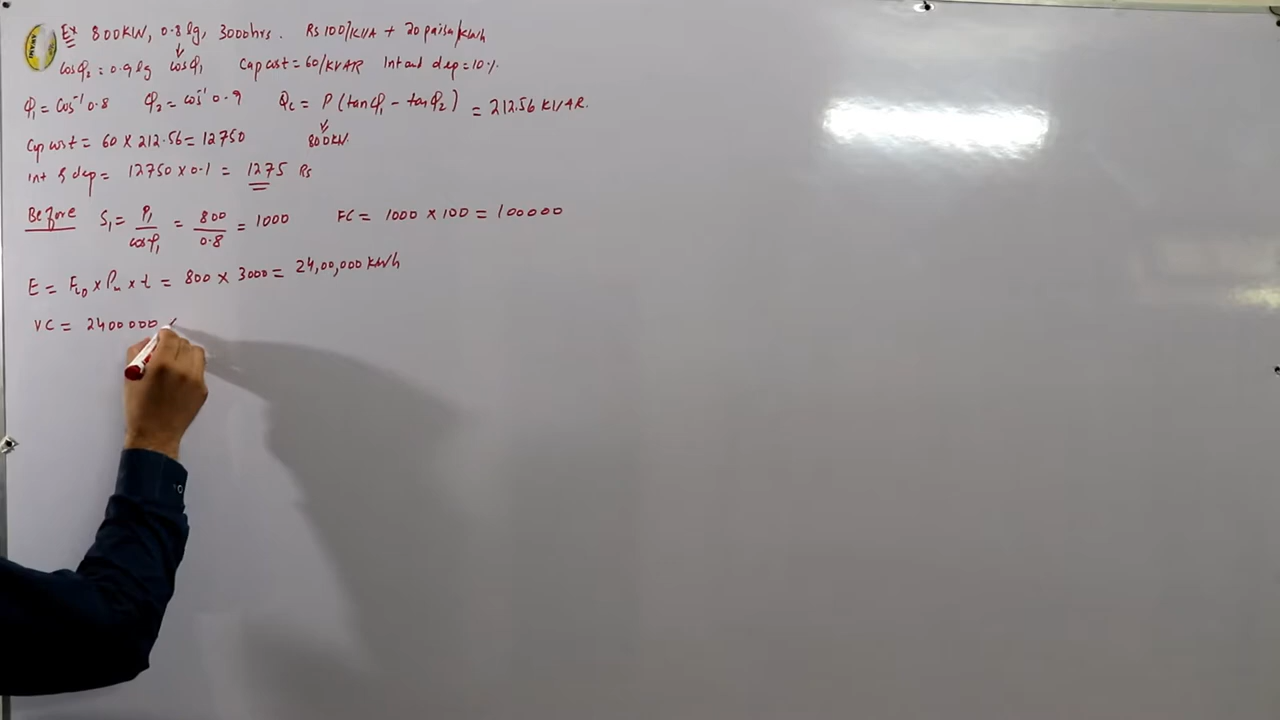 Ex 800KW, 0.8 lg, 3000hrs. Rs 100/KVA + 20 paisa/kwh
cosφ₂ = 0.9 lg cosφ₁ Cap cost = 60/KVAR Int and dep = 10%
φ₁ = cos⁻¹ 0.8 φ₂ = cos⁻¹ 0.9 Qc = P (tanφ₁ - tanφ₂) = 212.56 KVAR.
800KW.
Cap cost = 60 × 212.56 = 12750
Int & dep = 12750 × 0.1 = 1275 Rs
Before S₁ = P₁/cosφ₁ = 800/0.8 = 1000 FC = 1000 × 100 = 100000
E = F_LD × Pm × t = 800 × 3000 = 24,00,000 kwh
VC = 2400000